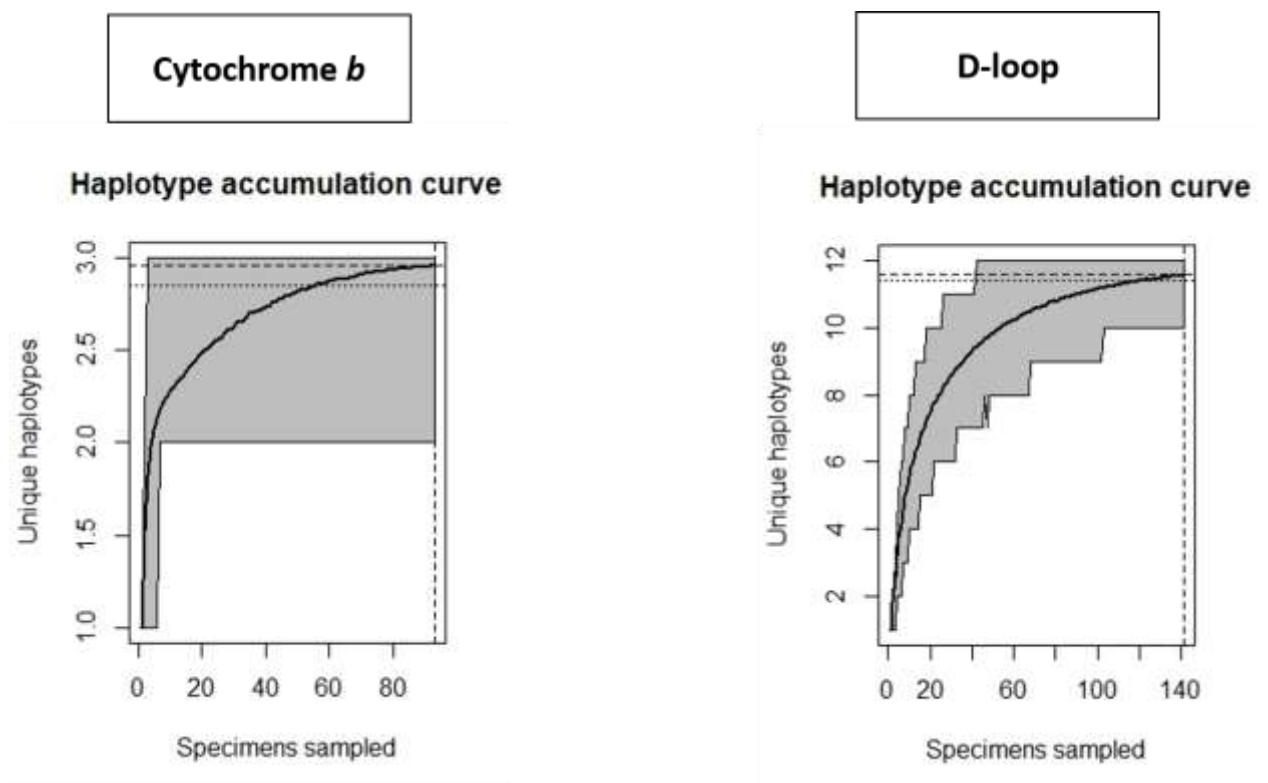 Cytochrome b
D-loop
Haplotype accumulation curve
Unique haplotypes
3.0
2.5
2.0
1.5
1.0
0 20 40 60 80
Specimens sampled
Haplotype accumulation curve
Unique haplotypes
12
10
8
6
4
2
0 20 60 100 140
Specimens sampled